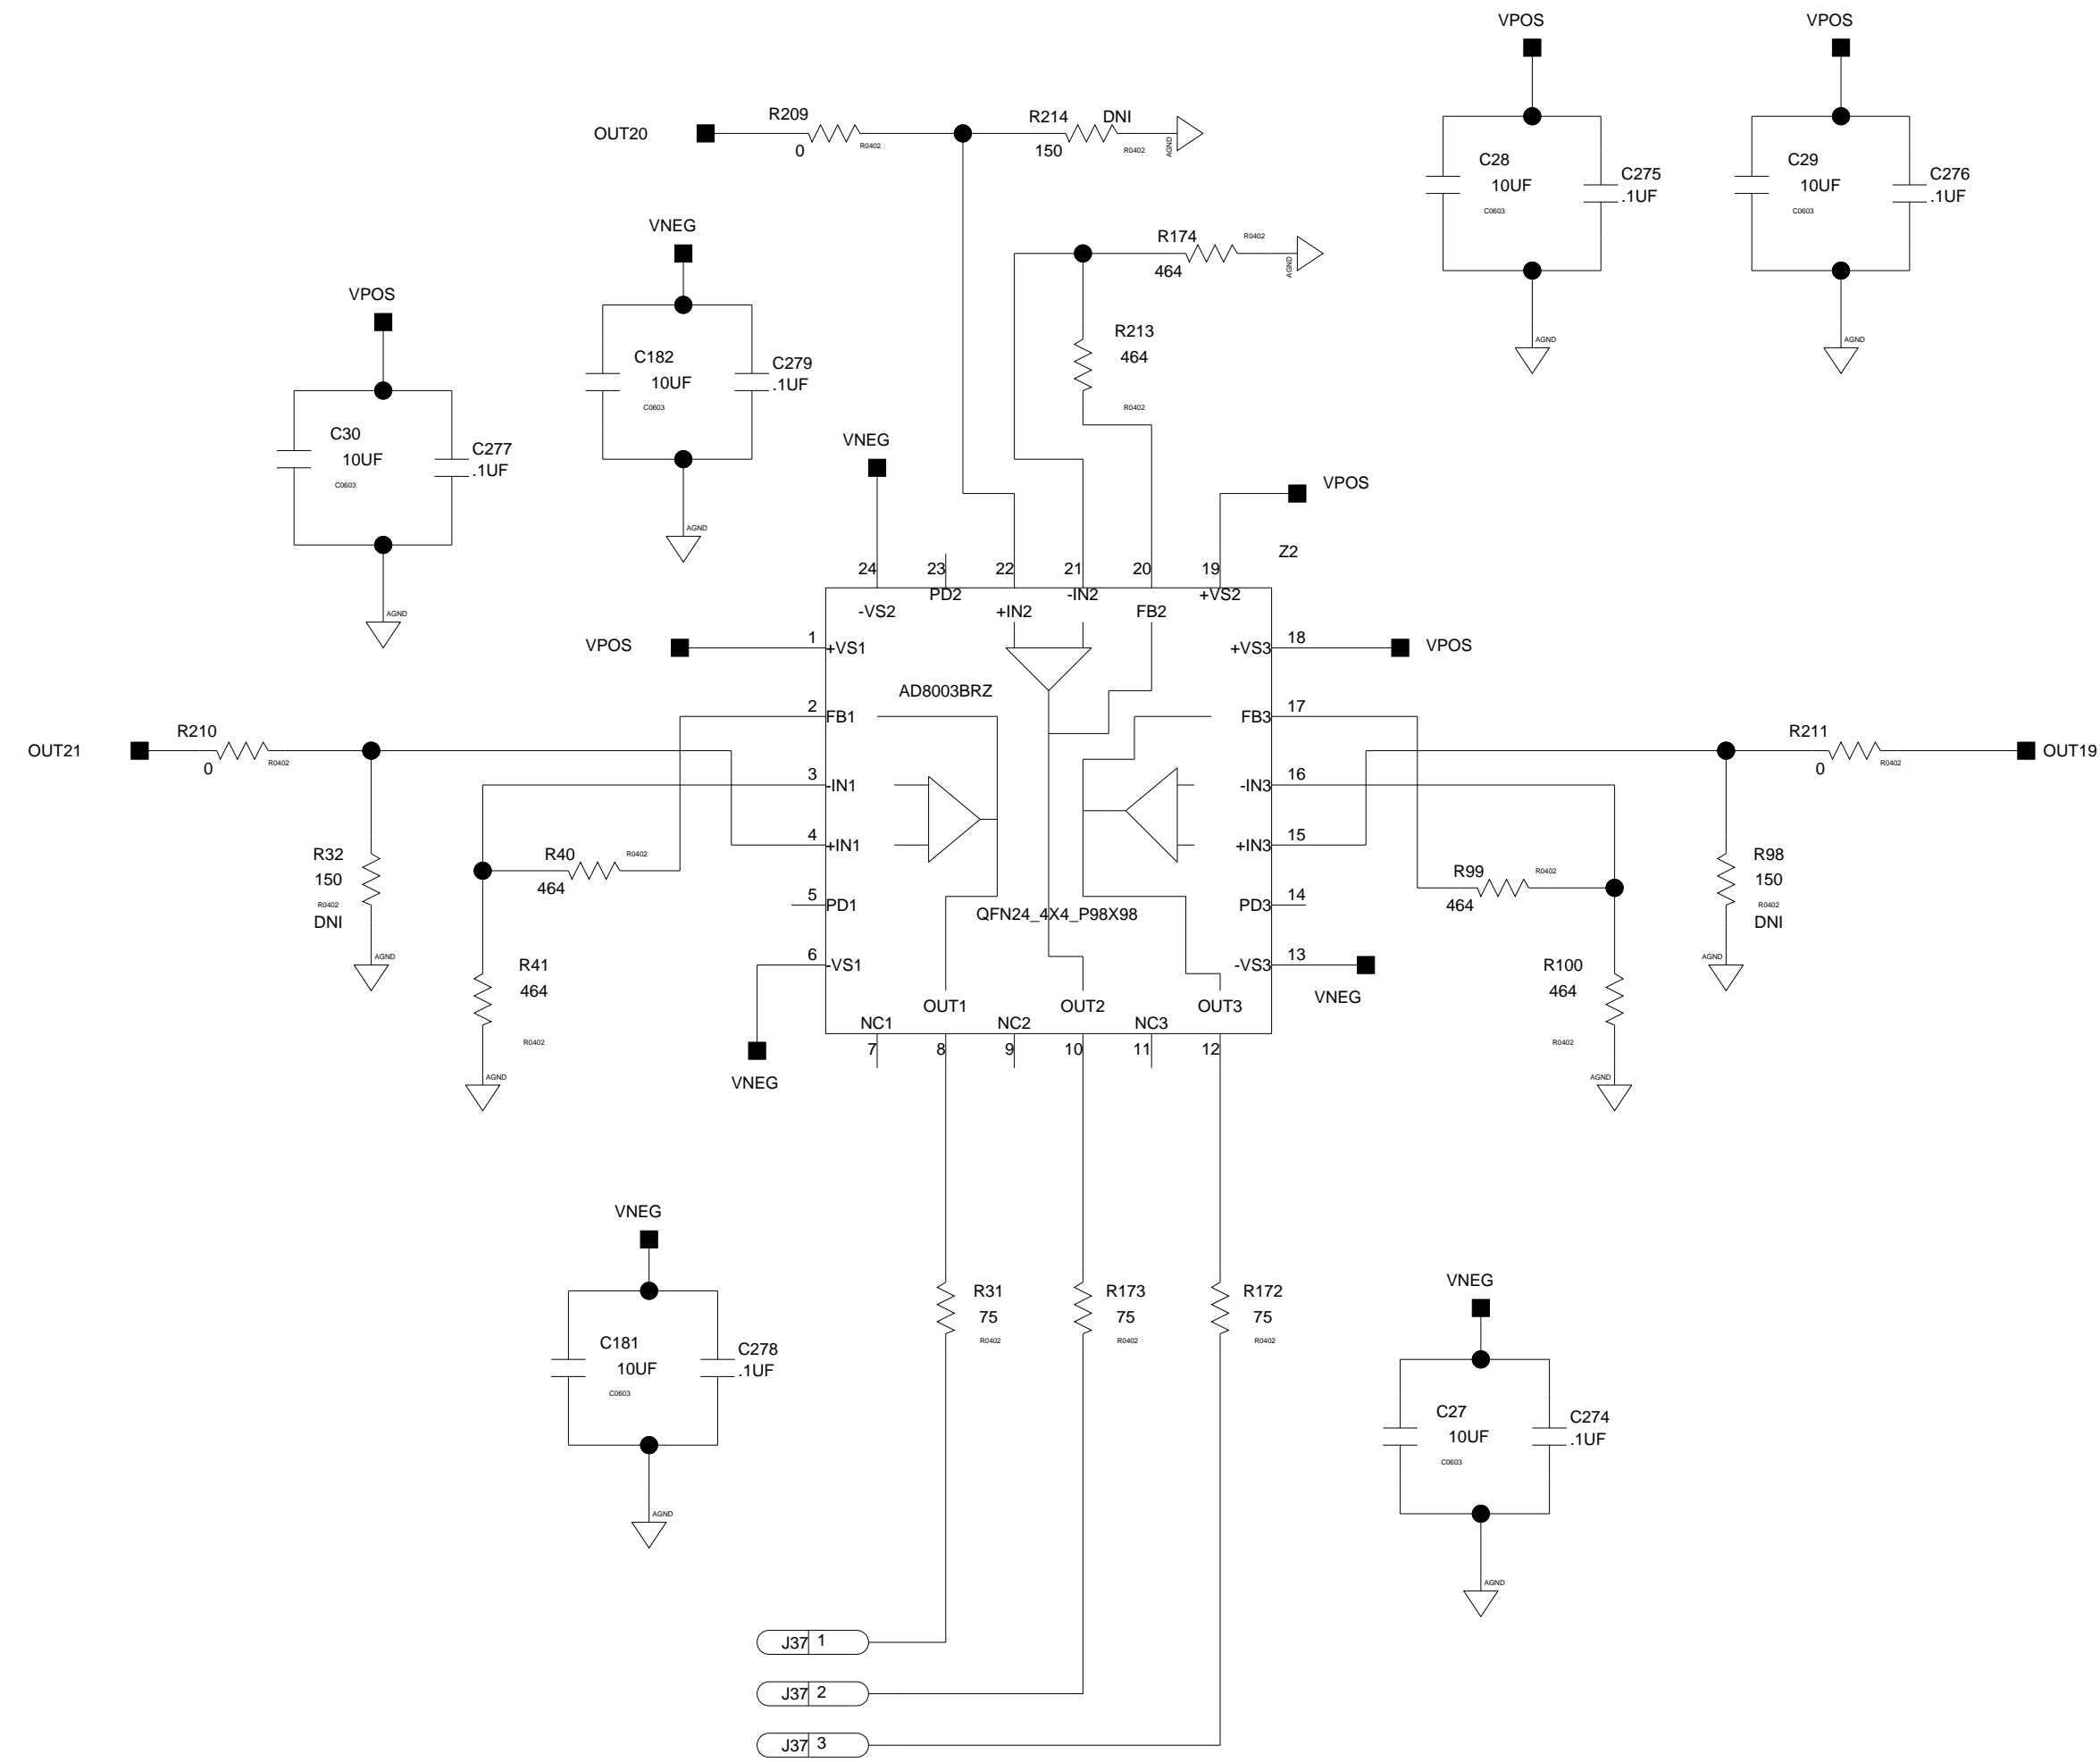 VPOS
VPOS
R209
0
R0402
OUT20
R214 DNI
150
R0402
AGND
C28
10UF
C0603
C275
.1UF
AGND
C29
10UF
C0603
C276
.1UF
AGND
R174
R0402
464
AGND
R213
464
R0402
VNEG
C182
10UF
C0603
C279
.1UF
AGND
VPOS
C30
10UF
C0603
C277
.1UF
AGND
VNEG
VPOS
Z2
24
23
22
21
20
19
-VS2
PD2
+IN2
-IN2
FB2
+VS2
VPOS
1
+VS1
+VS3
18
VPOS
AD8003BRZ
2
FB1
FB3
17
OUT21
R210
0
R0402
R211
0
R0402
OUT19
3
-IN1
-IN3
16
4
+IN1
+IN3
15
R32
150
R0402
DNI
AGND
R40
R0402
464
R99
R0402
464
R98
150
R0402
DNI
AGND
5
PD1
PD3
14
QFN24_4X4_P98X98
6
-VS1
-VS3
13
VNEG
R41
464
R0402
AGND
R100
464
R0402
AGND
OUT1
OUT2
OUT3
NC1
NC2
NC3
7
8
9
10
11
12
VNEG
VNEG
C181
10UF
C0603
C278
.1UF
AGND
R31
75
R0402
R173
75
R0402
R172
75
R0402
VNEG
C27
10UF
C0603
C274
.1UF
AGND
J37 1
J37 2
J37 3